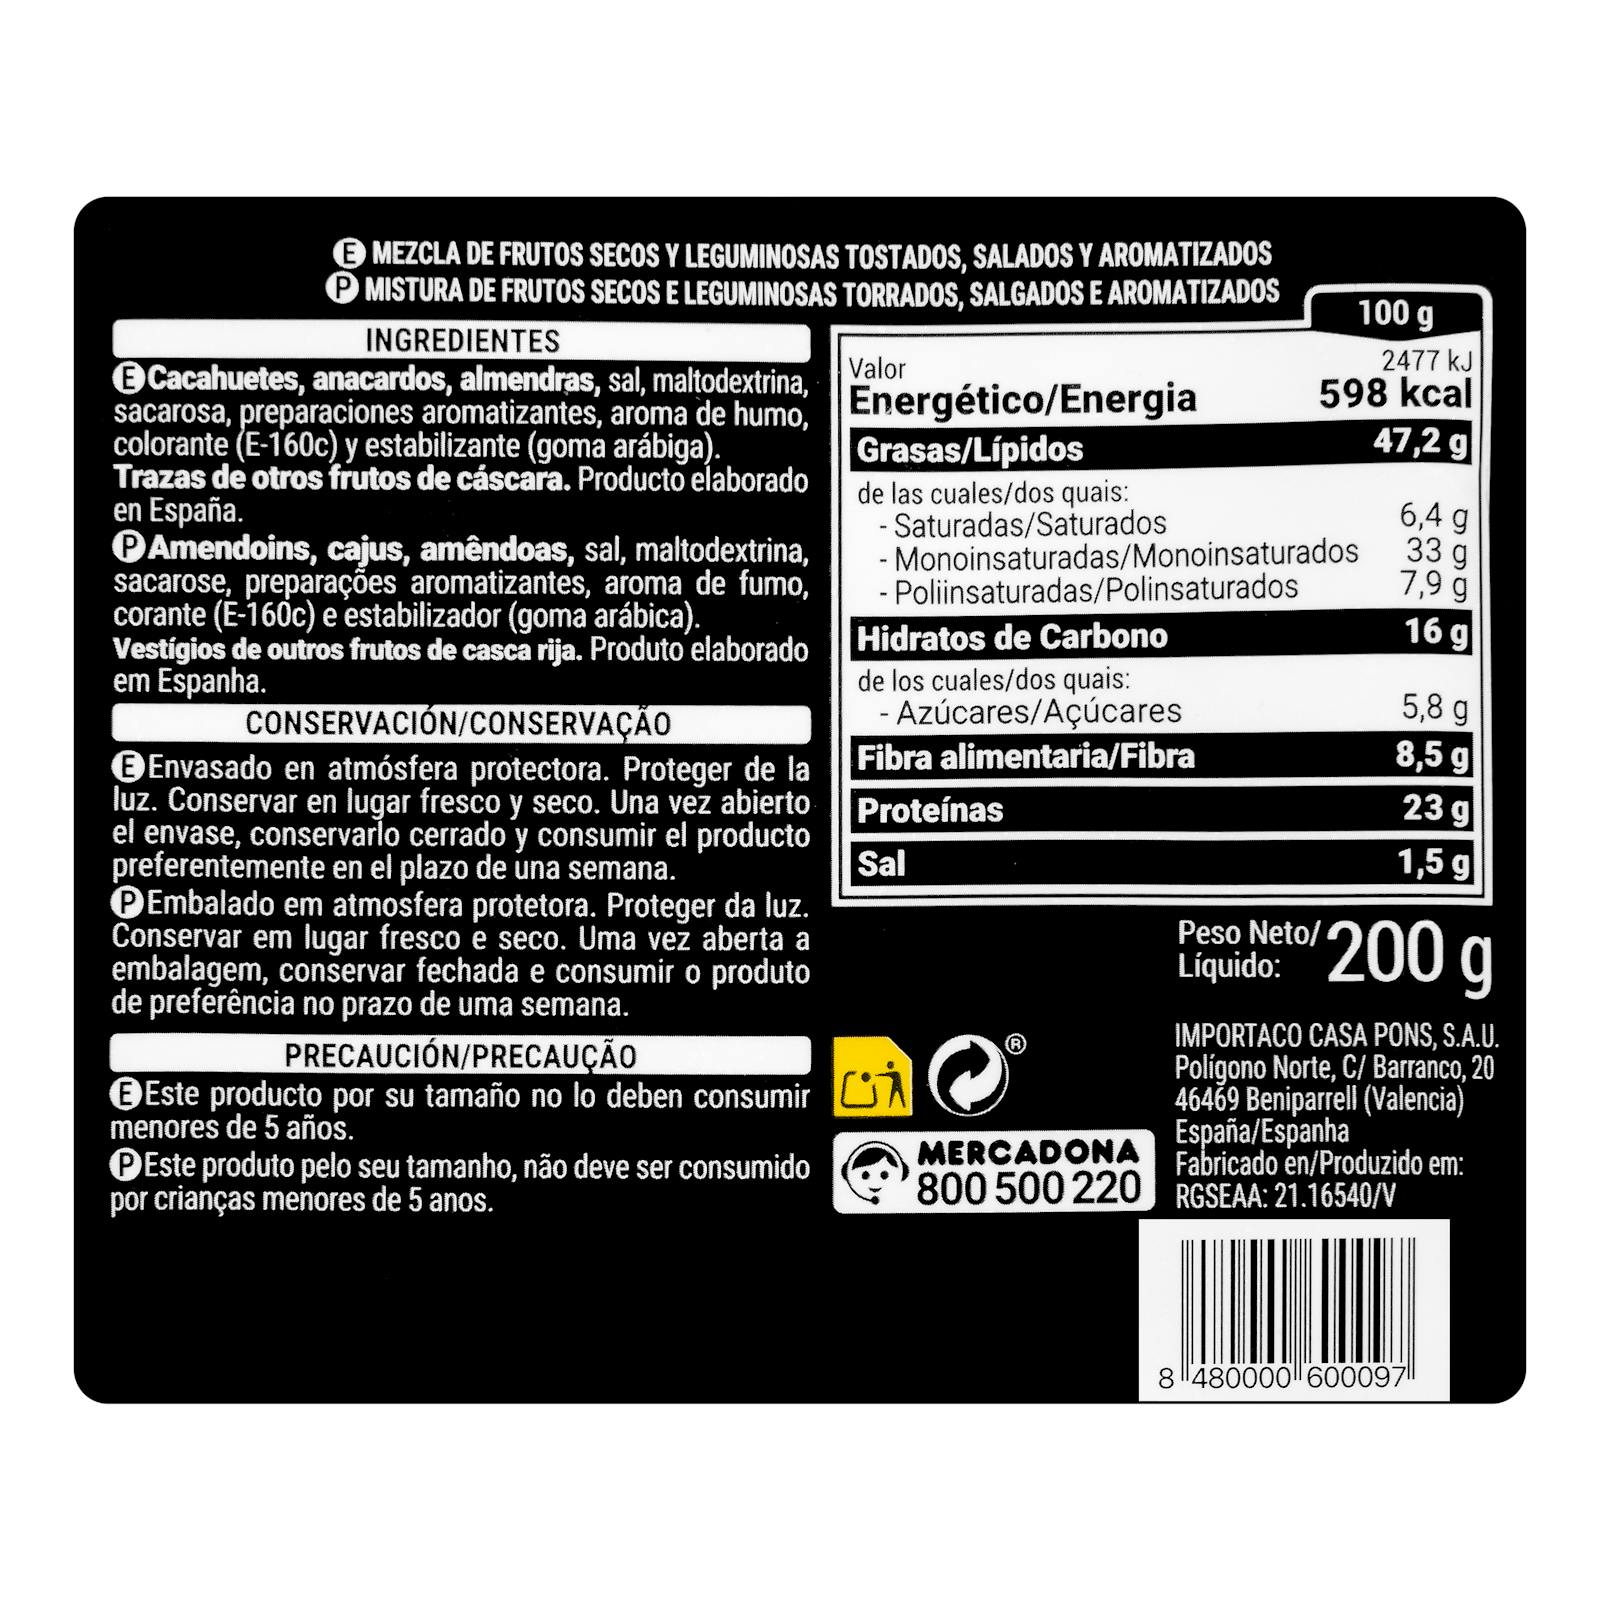 E MEZCLA DE FRUTOS SECOS Y LEGUMINOSAS TOSTADOS, SALADOS Y AROMATIZADOS
P MISTURA DE FRUTOS SECOS E LEGUMINOSAS TORRADOS, SALGADOS E AROMATIZADOS
INGREDIENTES
E Cacahuetes, anacardos, almendras, sal, maltodextrina,
sacarosa, preparaciones aromatizantes, aroma de humo,
colorante (E-160c) y estabilizante (goma arábiga).
Trazas de otros frutos de cáscara. Producto elaborado
en España.
P Amendoins, cajus, amêndoas, sal, maltodextrina,
sacarose, preparações aromatizantes, aroma de fumo,
corante (E-160c) e estabilizador (goma arábica).
Vestígios de outros frutos de casca rija. Produto elaborado
em Espanha.
CONSERVACIÓN/CONSERVAÇÃO
E Envasado en atmósfera protectora. Proteger de la
luz. Conservar en lugar fresco y seco. Una vez abierto
el envase, conservarlo cerrado y consumir el producto
preferentemente en el plazo de una semana.
P Embalado em atmosfera protetora. Proteger da luz.
Conservar em lugar fresco e seco. Uma vez aberta a
embalagem, conservar fechada e consumir o produto
de preferência no prazo de uma semana.
PRECAUCIÓN/PRECAUÇÃO
E Este producto por su tamaño no lo deben consumir
menores de 5 años.
P Este produto pelo seu tamanho, não deve ser consumido
por crianças menores de 5 anos.
100 g
Valor 2477 kJ
Energético/Energia 598 kcal
Grasas/Lípidos 47,2 g
de las cuales/dos quais:
- Saturadas/Saturados 6,4 g
- Monoinsaturadas/Monoinsaturados 33 g
- Poliinsaturadas/Polinsaturados 7,9 g
Hidratos de Carbono 16 g
de los cuales/dos quais:
- Azúcares/Açúcares 5,8 g
Fibra alimentaria/Fibra 8,5 g
Proteínas 23 g
Sal 1,5 g
Peso Neto/
Líquido: 200 g
®
MERCADONA
800 500 220
IMPORTACO CASA PONS, S.A.U.
Polígono Norte, C/ Barranco, 20
46469 Beniparrell (Valencia)
España/Espanha
Fabricado en/Produzido em:
RGSEAA: 21.16540/V
8 480000 600097